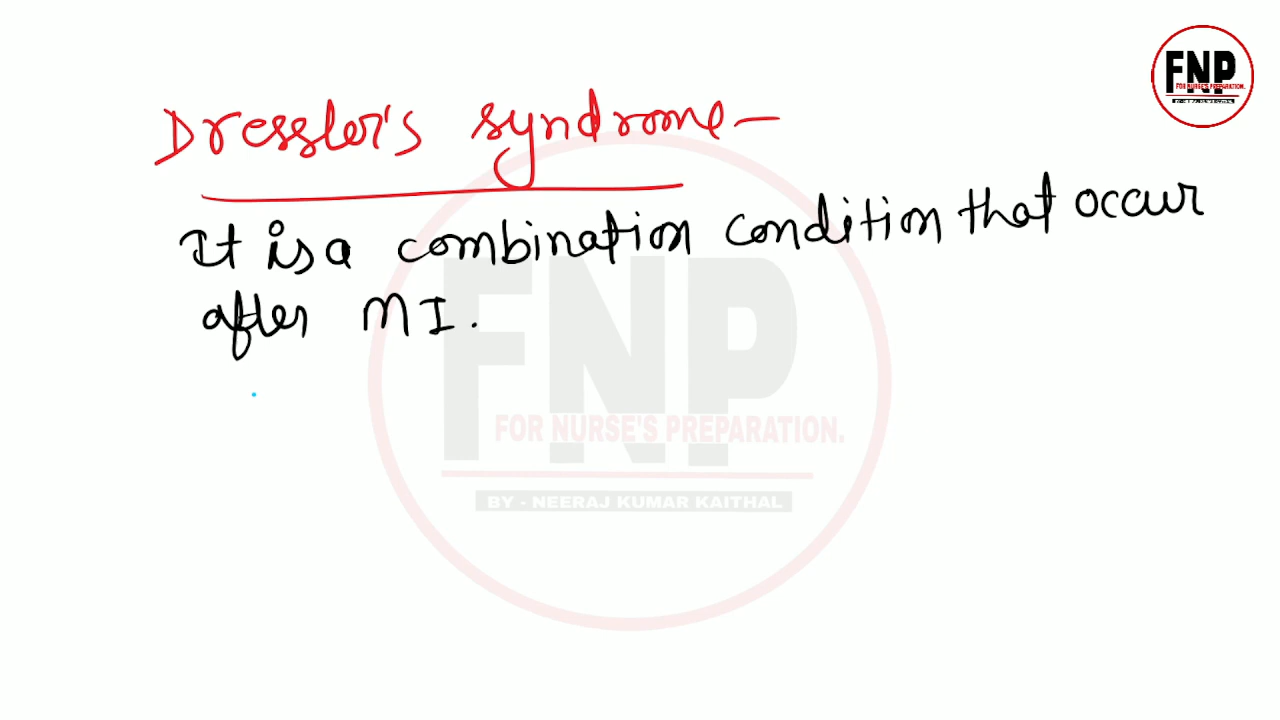 FNP
FOR NURSE'S PREPARATION.
Dressler's syndrome-
It is a combination condition that occur
after MI.
FNP
FOR NURSE'S PREPARATION.
BY - NEERAJ KUMAR KAITHAL